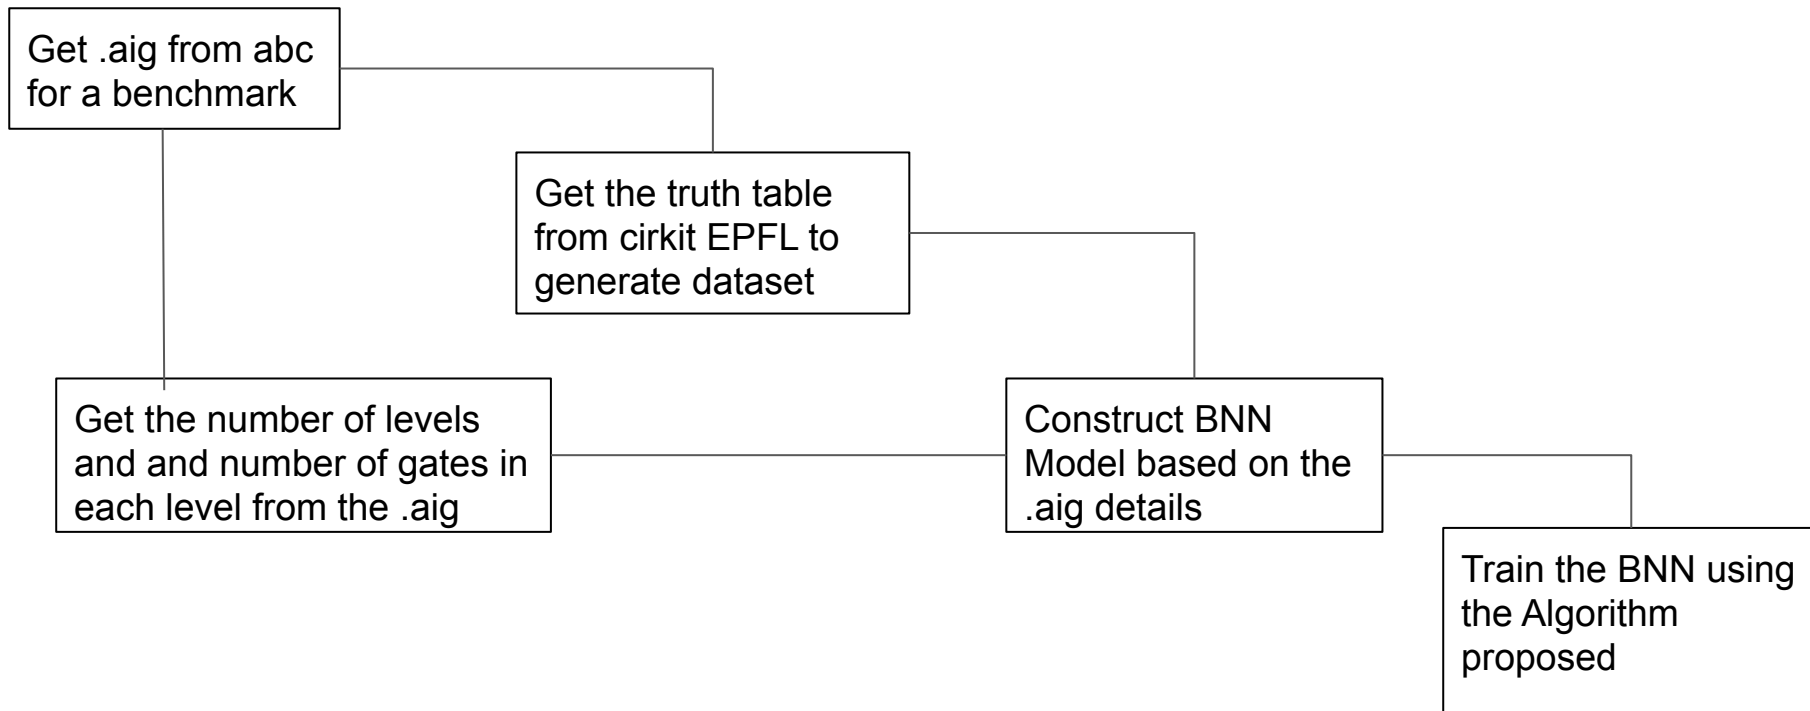 Get .aig from abc
for a benchmark
Get the truth table
from cirkit EPFL to
generate dataset
Get the number of levels
and and number of gates in
each level from the .aig
Construct BNN
Model based on the
.aig details
Train the BNN using
the Algorithm
proposed